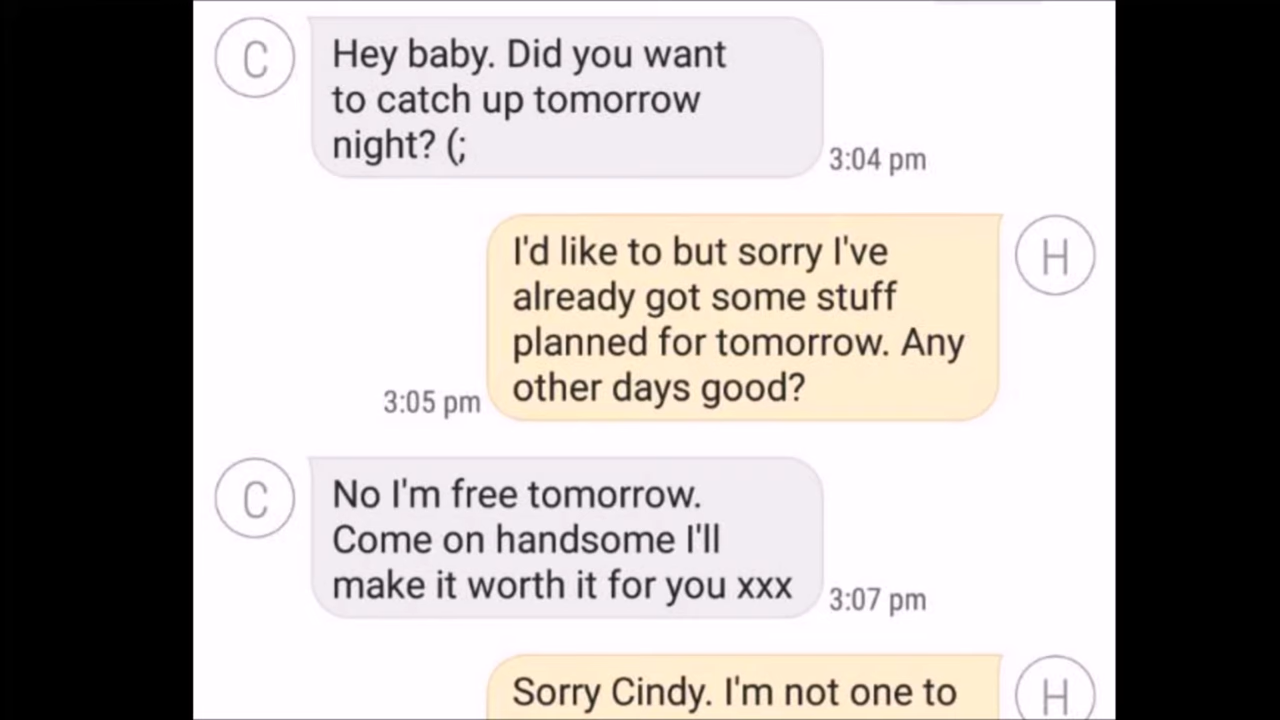 C
Hey baby. Did you want
to catch up tomorrow
night? (;
3:04 pm
I'd like to but sorry I've
already got some stuff
planned for tomorrow. Any
other days good?
H
3:05 pm
C
No I'm free tomorrow.
Come on handsome I'll
make it worth it for you xxx
3:07 pm
Sorry Cindy. I'm not one to
H